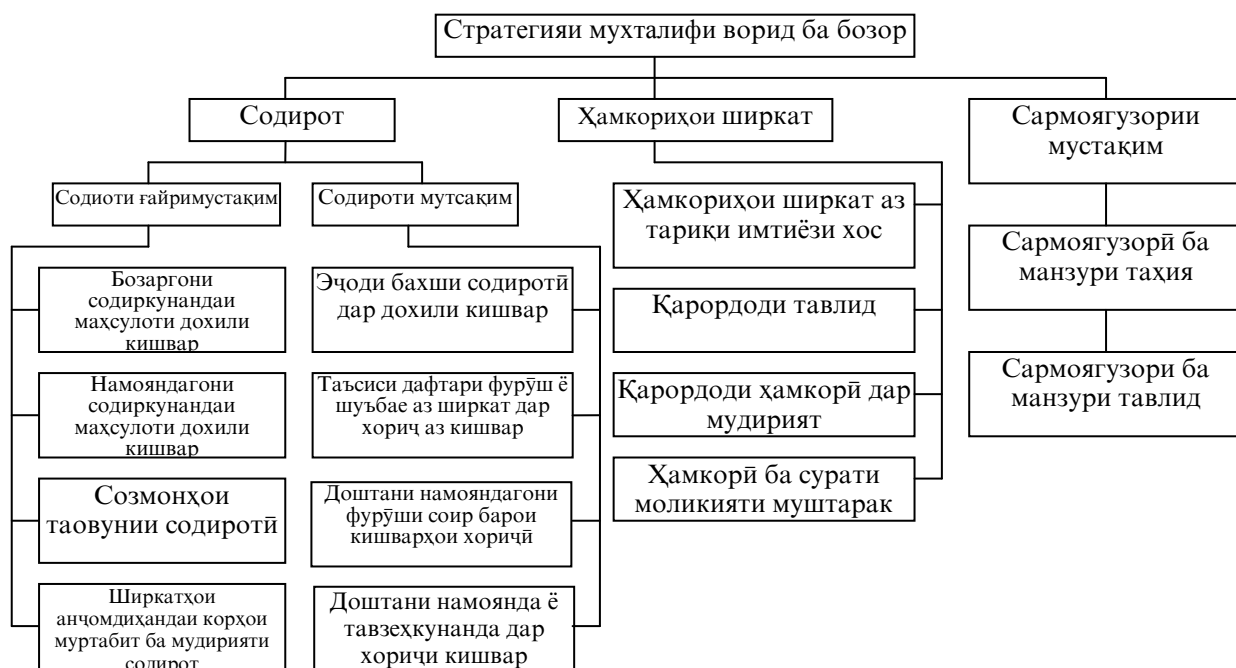 Стратегияи мухталифи ворид ба бозор
Содирот
Ҳамкориҳои ширкат
Сармоягузории
мустақим
Содиоти ғайримустақим
Содироти мутсақим
Бозаргони
содиркунандаи
маҳсулоти дохили
кишвар
Намояндагони
содиркунандаи
маҳсулоти дохили
кишвар
Созмонҳои
таовунии содиротӣ
Ширкатҳои
анҷомдиҳандаи корҳои
муртабит ба мудирияти
содирот
Эҷоди бахши содиротӣ
дар дохили кишвар
Таъсиси дафтари фурӯш ё
шуъбае аз ширкат дар
хориҷ аз кишвар
Доштани намояндагони
фурӯши соир барои
кишварҳои хориҷӣ
Доштани намоянда ё
тавзеҳкунанда дар
хориҷи кишвар
Ҳамкориҳои ширкат аз
тариқи имтиёзи хос
Қарордоди тавлид
Қарордоди ҳамкорӣ дар
мудирият
Ҳамкорӣ ба сурати
моликияти муштарак
Сармоягузорӣ ба
манзури таҳия
Сармоягузори ба
манзури тавлид